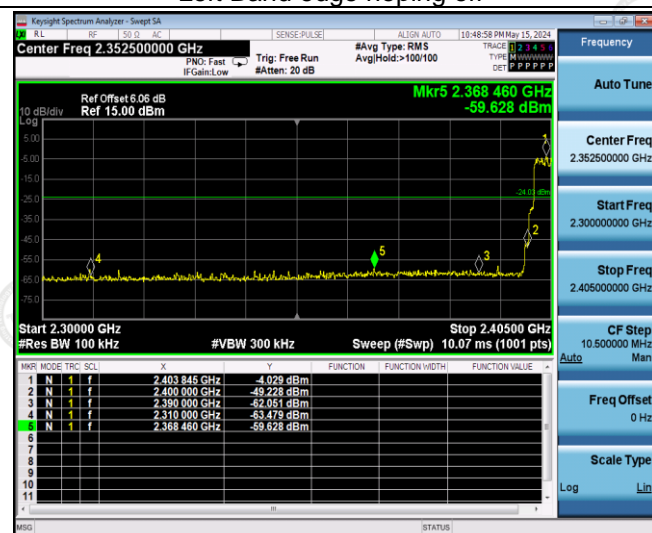 Left Band edge hoping on
Keysight Spectrum Analyzer - Swept SA
RL RF 50 Ω AC SENSE:PULSE ALIGN AUTO 10:48:58 PM May 15, 2024
Center Freq 2.352500000 GHz #Avg Type: RMS TRACE 1 2 3 4 5 6
PNO: Fast Trig: Free Run Avg|Hold:>100/100 TYPE M WWWWW
IFGain:Low #Atten: 20 dB DET P P P P P P
Ref Offset 6.06 dB Mkr5 2.368 460 GHz
10 dB/div Ref 15.00 dBm -59.628 dBm
Log
5.00
-5.00
-15.0
-25.0
-35.0
-45.0
-55.0
-65.0
-75.0
1
-24.03 dBm
2
3
4
5
Start 2.30000 GHz Stop 2.40500 GHz
#Res BW 100 kHz #VBW 300 kHz Sweep (#Swp) 10.07 ms (1001 pts)
MKR MODE TRC SCL X Y FUNCTION FUNCTION WIDTH FUNCTION VALUE
1 N 1 f 2.403 845 GHz -4.029 dBm
2 N 1 f 2.400 000 GHz -49.228 dBm
3 N 1 f 2.390 000 GHz -62.051 dBm
4 N 1 f 2.310 000 GHz -63.479 dBm
5 N 1 f 2.368 460 GHz -59.628 dBm
6
7
8
9
10
11
MSG STATUS
Frequency
Auto Tune
Center Freq
2.352500000 GHz
Start Freq
2.300000000 GHz
Stop Freq
2.405000000 GHz
CF Step
10.500000 MHz
Auto Man
Freq Offset
0 Hz
Scale Type
Log Lin